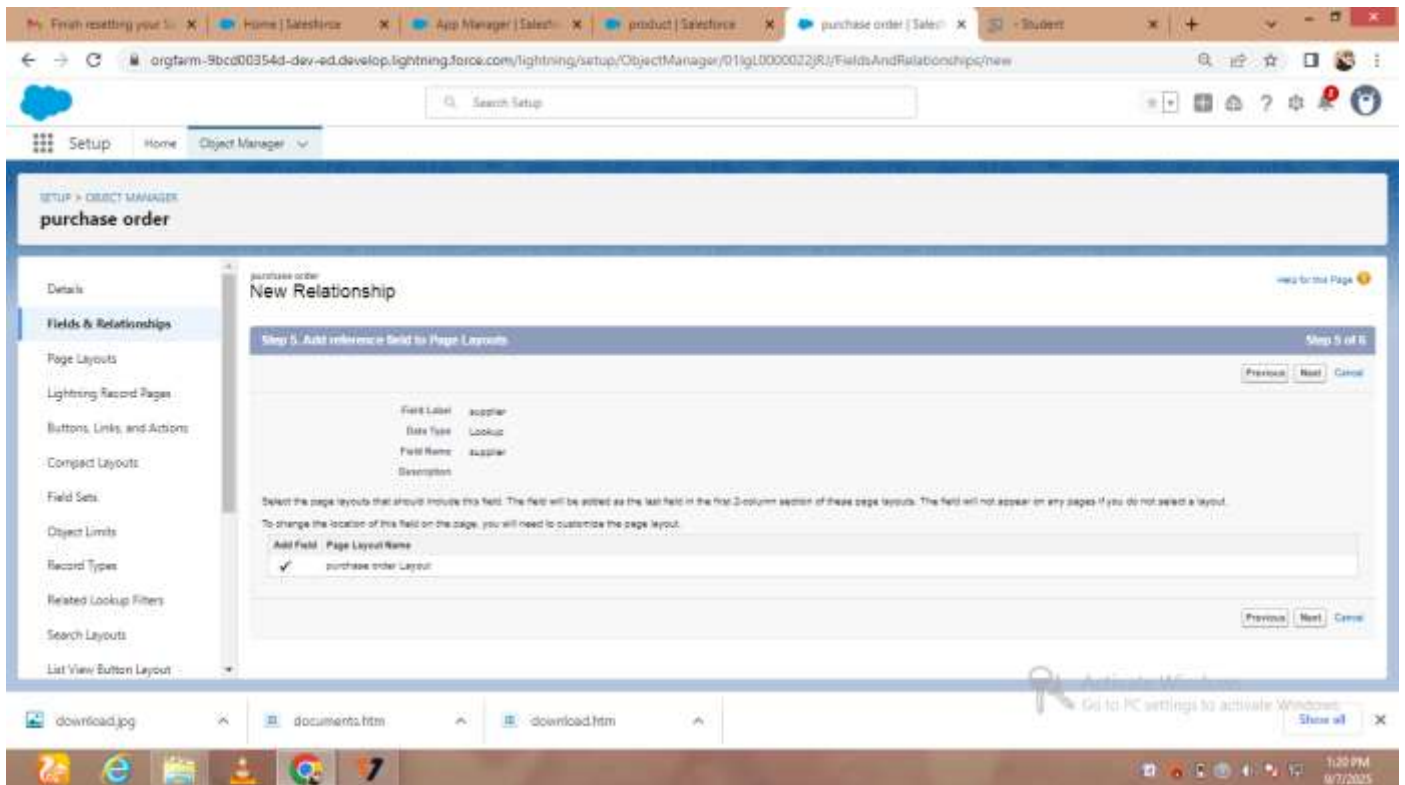 Finish resetting your S
Home | Salesforce
App Manager | Salesf
product | Salesforce
purchase order | Salesf
- Student
orgfarm-9bcd00354d-dev-ed.develop.lightning.force.com/lightning/setup/ObjectManager/01IgL0000022jRJ/FieldsAndRelationships/new
Search Setup
Setup
Home
Object Manager
SETUP > OBJECT MANAGER
purchase order
Details
Fields & Relationships
Page Layouts
Lightning Record Pages
Buttons, Links, and Actions
Compact Layouts
Field Sets
Object Limits
Record Types
Related Lookup Filters
Search Layouts
List View Button Layout
purchase order
New Relationship
Help for this Page
Step 5. Add reference field to Page Layouts
Step 5 of 6
Previous Next Cancel
Field Label supplier
Data Type Lookup
Field Name supplier
Description
Select the page layouts that should include this field. The field will be added as the last field in the first 2-column section of these page layouts. The field will not appear on any pages if you do not select a layout.
To change the location of this field on the page, you will need to customize the page layout.
Add Field Page Layout Name
purchase order Layout
Previous Next Cancel
Activate Windows
Go to PC settings to activate Windows.
download.jpg
documents.htm
download.htm
Show all
1:20 PM
9/7/2025